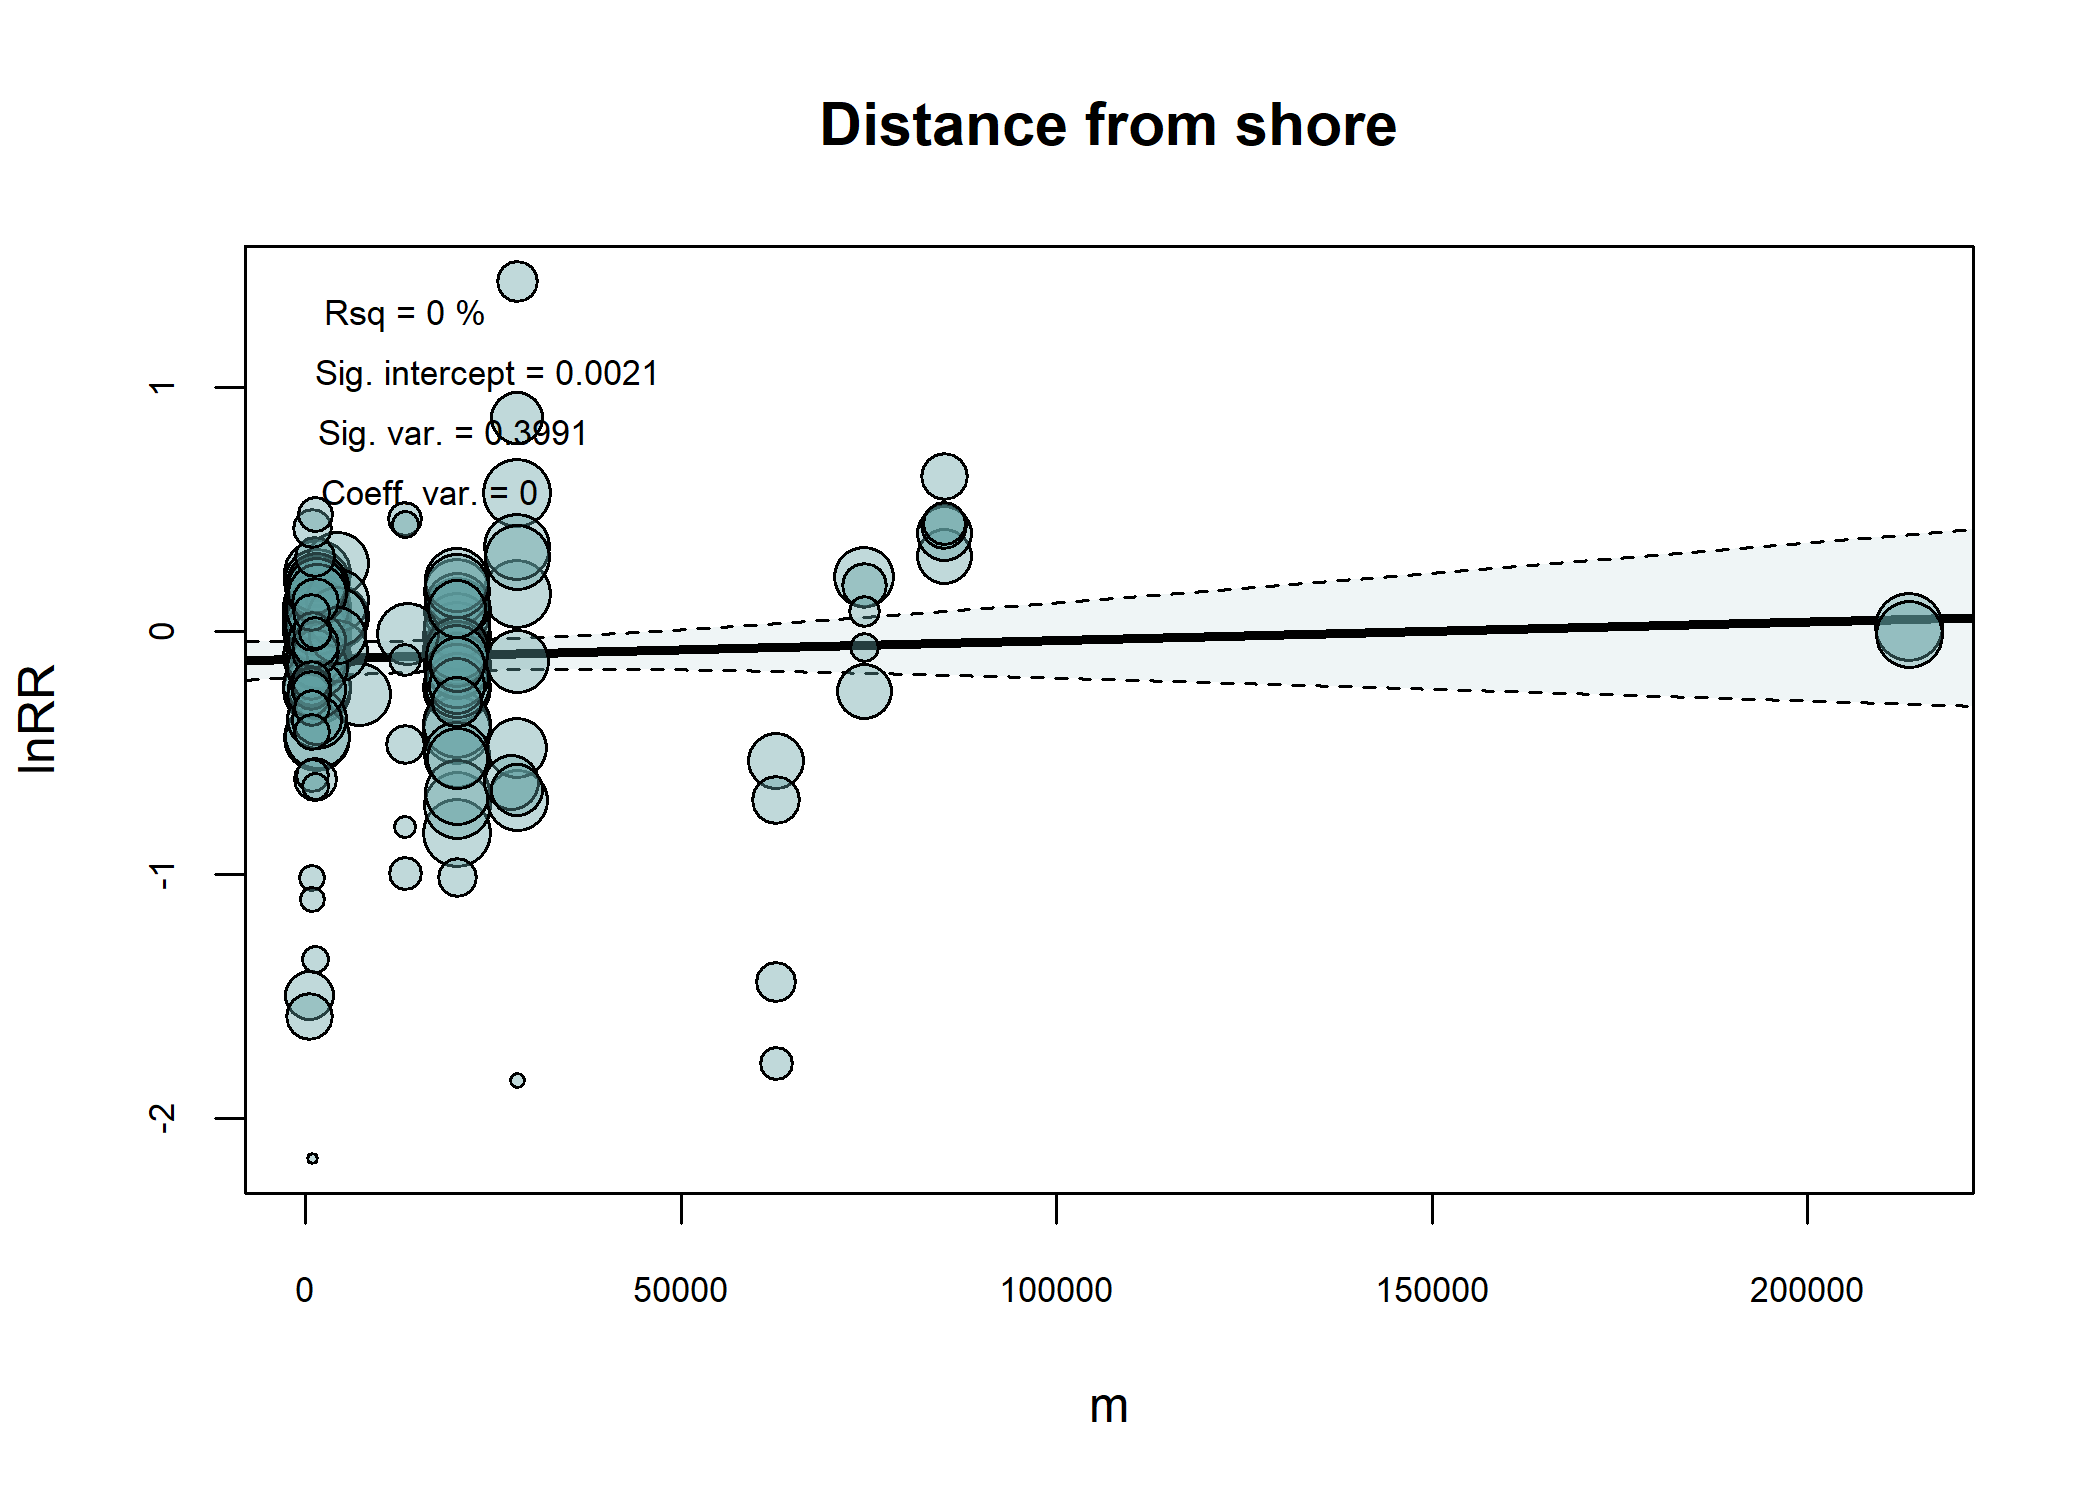 Distance from shore
Rsq = 0 %
Sig. intercept = 0.0021
Sig. var. = 0.3991
Coeff. var. = 0
lnRR
1
0
-1
-2
0 50000 100000 150000 200000
m